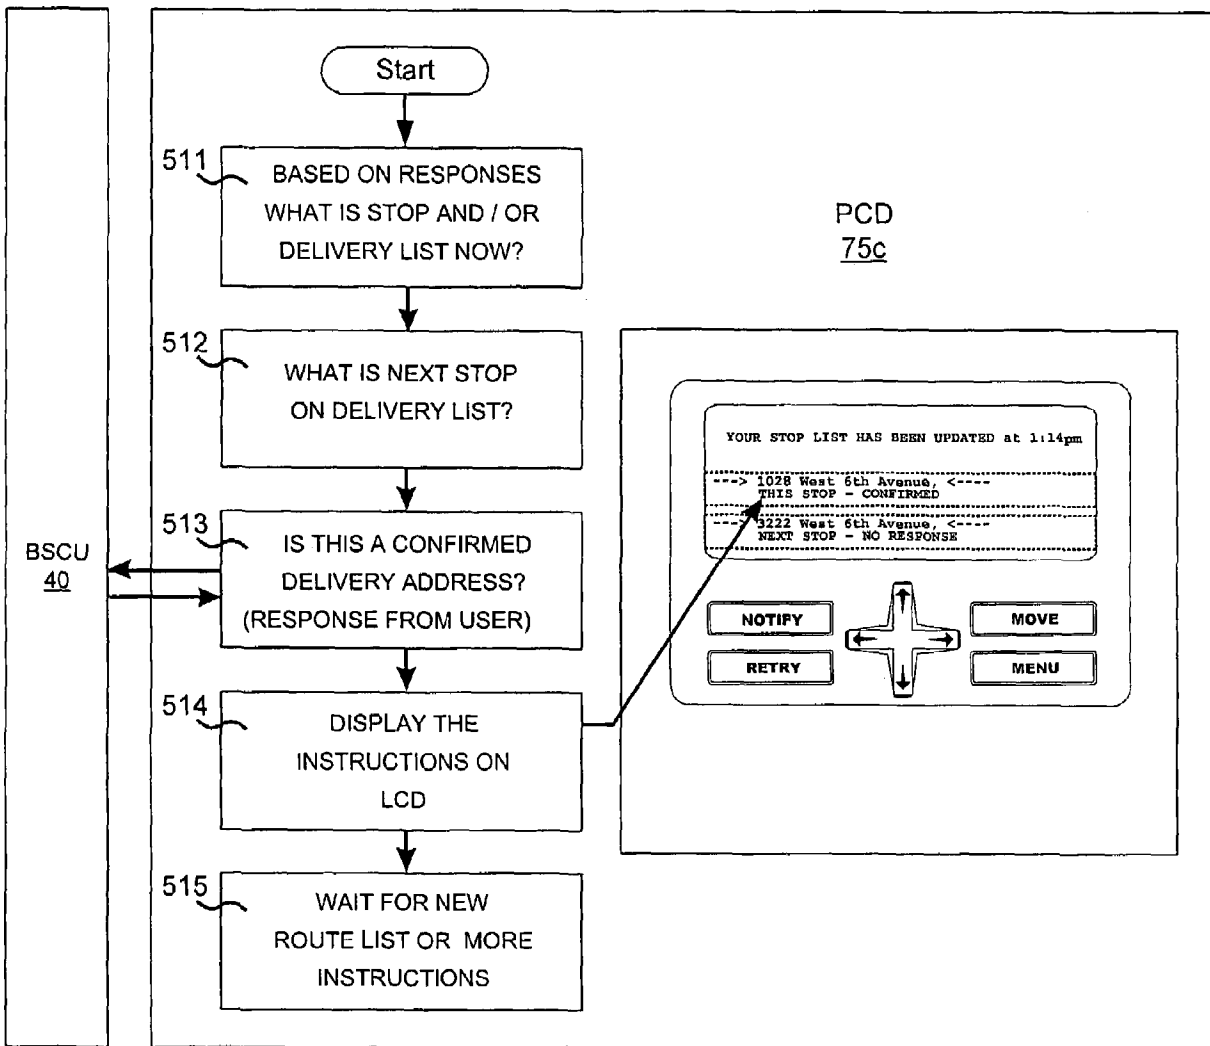 Start
511
BASED ON RESPONSES
WHAT IS STOP AND / OR
DELIVERY LIST NOW?
512
WHAT IS NEXT STOP
ON DELIVERY LIST?
513
IS THIS A CONFIRMED
DELIVERY ADDRESS?
(RESPONSE FROM USER)
BSCU
40
514
DISPLAY THE
INSTRUCTIONS ON
LCD
515
WAIT FOR NEW
ROUTE LIST OR MORE
INSTRUCTIONS
PCD
75c
YOUR STOP LIST HAS BEEN UPDATED at 1:14pm
---> 1028 West 6th Avenue, <----
THIS STOP - CONFIRMED
---> 3222 West 6th Avenue, <----
NEXT STOP - NO RESPONSE
NOTIFY
MOVE
RETRY
MENU